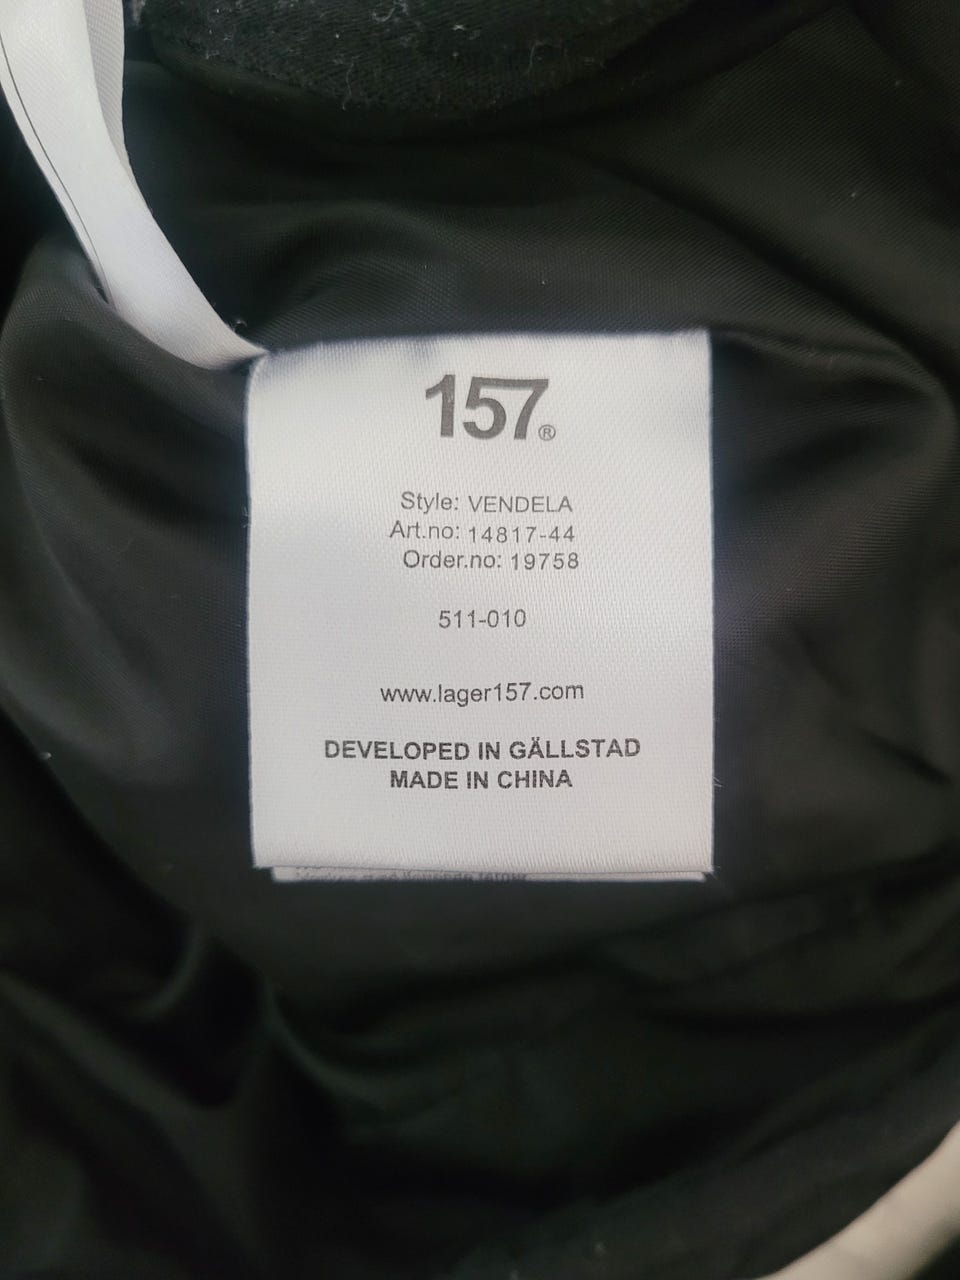 157®
Style: VENDELA
Art.no: 14817-44
Order.no: 19758
511-010
www.lager157.com
DEVELOPED IN GÄLLSTAD
MADE IN CHINA